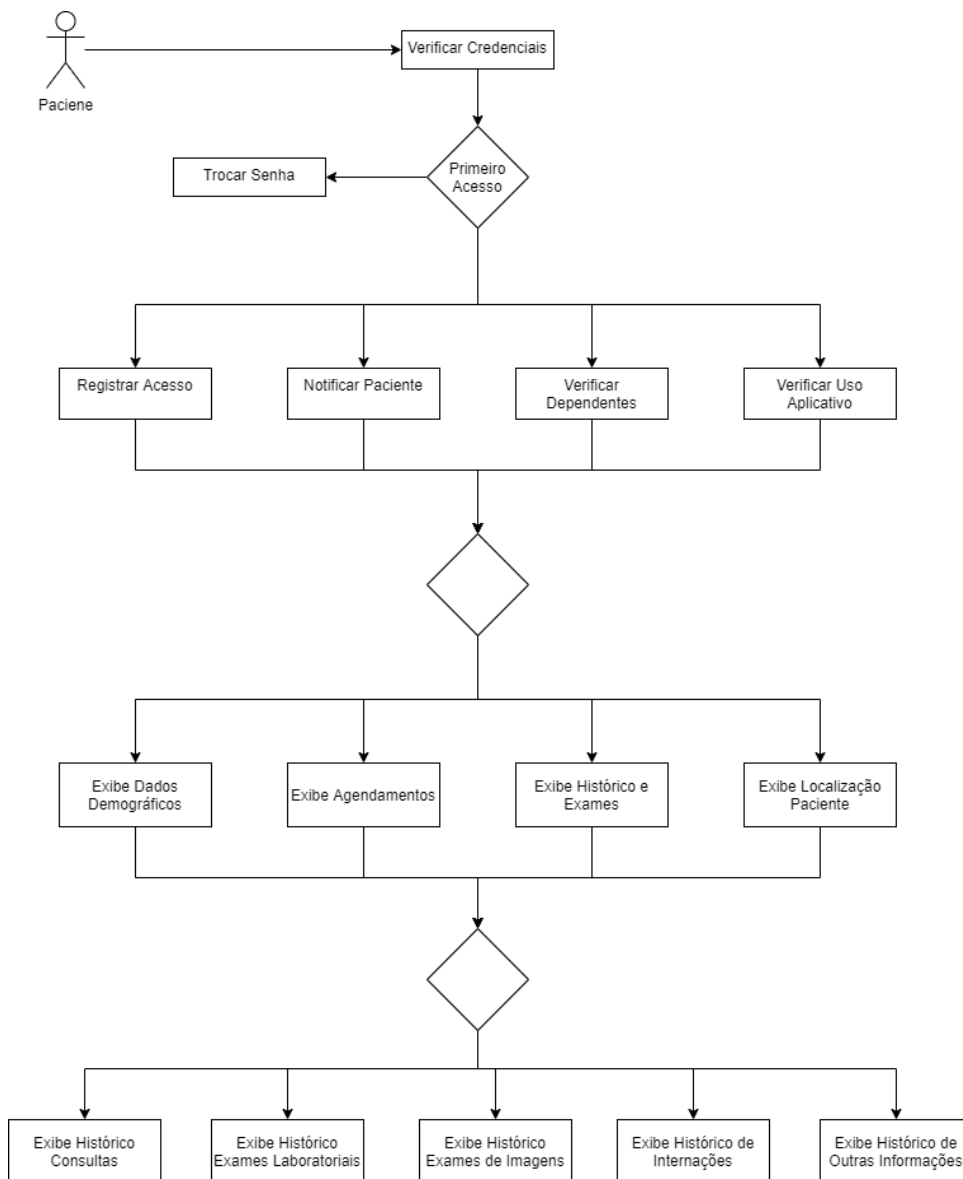 Verificar Credenciais
Paciene
Primeiro
Acesso
Trocar Senha
Registrar Acesso
Notificar Paciente
Verificar
Dependentes
Verificar Uso
Aplicativo
Exibe Dados
Demográficos
Exibe Agendamentos
Exibe Histórico e
Exames
Exibe Localização
Paciente
Exibe Histórico
Consultas
Exibe Histórico
Exames Laboratoriais
Exibe Histórico
Exames de Imagens
Exibe Histórico de
Internações
Exibe Histórico de
Outras Informações